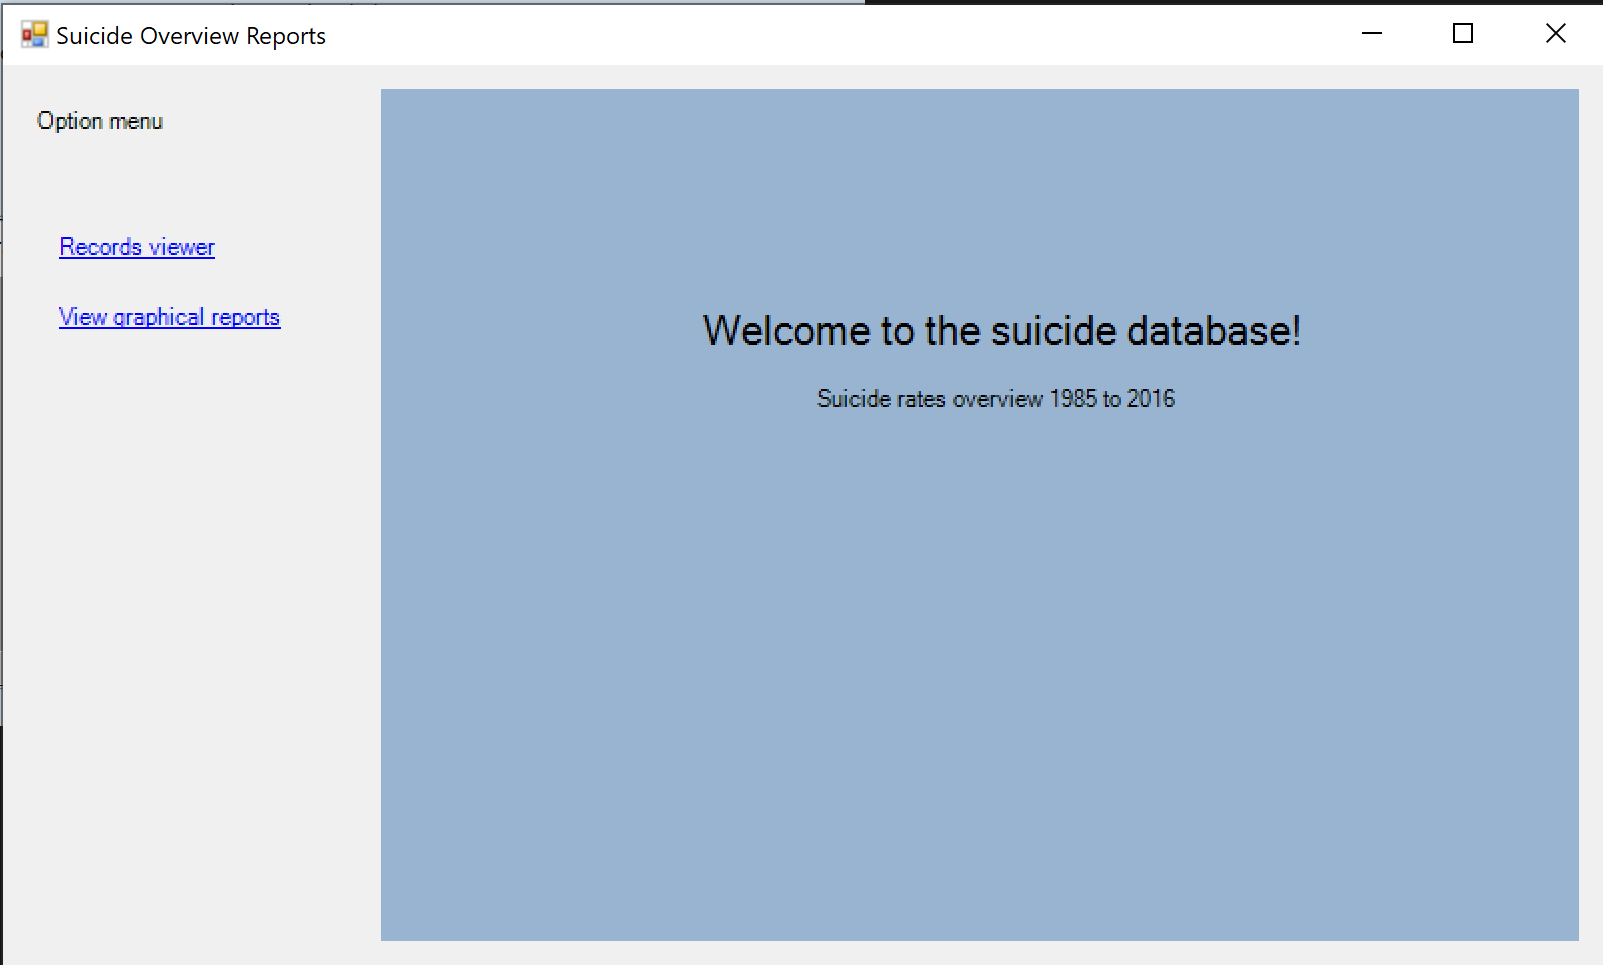 Suicide Overview Reports
Option menu
Records viewer
View graphical reports
Welcome to the suicide database!
Suicide rates overview 1985 to 2016